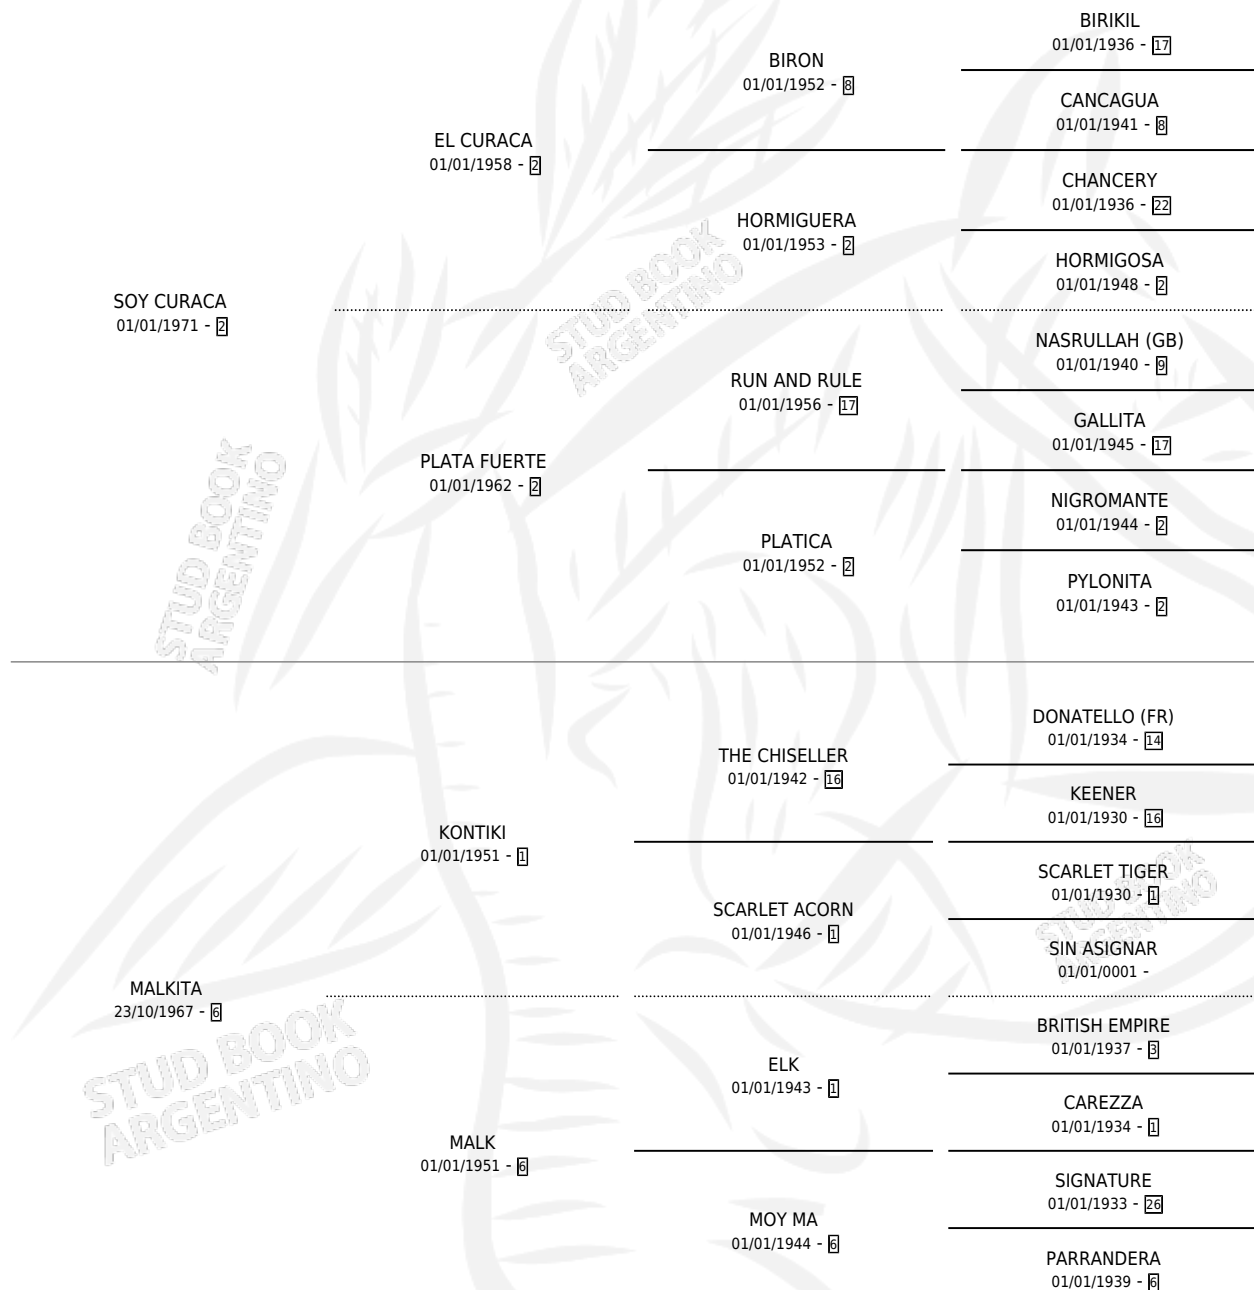 BIRIKIL
01/01/1936 - 17
BIRON
01/01/1952 - 8
CANCAGUA
01/01/1941 - 8
EL CURACA
01/01/1958 - 2
CHANCERY
01/01/1936 - 22
HORMIGUERA
01/01/1953 - 2
HORMIGOSA
01/01/1948 - 2
SOY CURACA
01/01/1971 - 2
NASRULLAH (GB)
01/01/1940 - 9
RUN AND RULE
01/01/1956 - 17
GALLITA
01/01/1945 - 17
PLATA FUERTE
01/01/1962 - 2
NIGROMANTE
01/01/1944 - 2
PLATICA
01/01/1952 - 2
PYLONITA
01/01/1943 - 2
STUD BOOK
ARGENTINO
STUD BOOK
ARGENTINO
DONATELLO (FR)
01/01/1934 - 14
THE CHISELLER
01/01/1942 - 16
KEENER
01/01/1930 - 16
KONTIKI
01/01/1951 - 1
SCARLET TIGER
01/01/1930 - 1
SCARLET ACORN
01/01/1946 - 1
SIN ASIGNAR
01/01/0001 -
MALKITA
23/10/1967 - 6
BRITISH EMPIRE
01/01/1937 - 3
ELK
01/01/1943 - 1
CAREZZA
01/01/1934 - 1
MALK
01/01/1951 - 6
SIGNATURE
01/01/1933 - 26
MOY MA
01/01/1944 - 6
PARRANDERA
01/01/1939 - 6
STUD BOOK
ARGENTINO
STUD BOOK
ARGENTINO